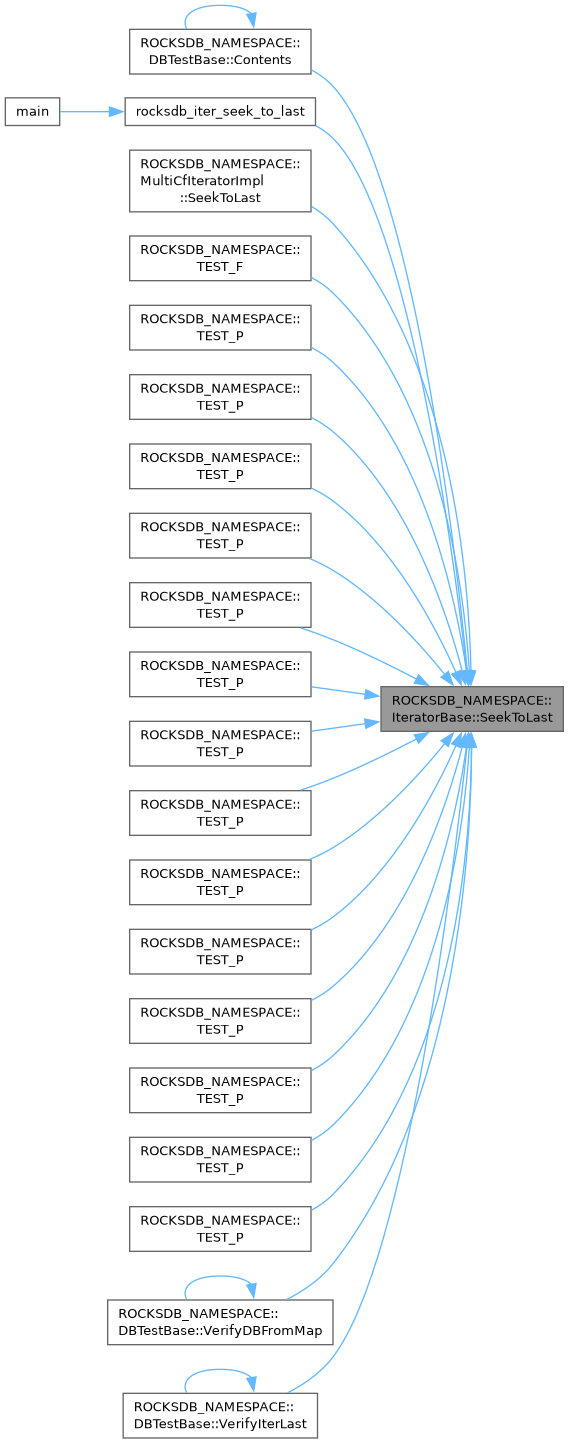 ROCKSDB_NAMESPACE::
DBTestBase::Contents
main
rocksdb_iter_seek_to_last
ROCKSDB_NAMESPACE::
MultiCfIteratorImpl
::SeekToLast
ROCKSDB_NAMESPACE::
TEST_F
ROCKSDB_NAMESPACE::
TEST_P
ROCKSDB_NAMESPACE::
TEST_P
ROCKSDB_NAMESPACE::
TEST_P
ROCKSDB_NAMESPACE::
TEST_P
ROCKSDB_NAMESPACE::
TEST_P
ROCKSDB_NAMESPACE::
TEST_P
ROCKSDB_NAMESPACE::
IteratorBase::SeekToLast
ROCKSDB_NAMESPACE::
TEST_P
ROCKSDB_NAMESPACE::
TEST_P
ROCKSDB_NAMESPACE::
TEST_P
ROCKSDB_NAMESPACE::
TEST_P
ROCKSDB_NAMESPACE::
TEST_P
ROCKSDB_NAMESPACE::
TEST_P
ROCKSDB_NAMESPACE::
TEST_P
ROCKSDB_NAMESPACE::
TEST_P
ROCKSDB_NAMESPACE::
DBTestBase::VerifyDBFromMap
ROCKSDB_NAMESPACE::
DBTestBase::VerifyIterLast